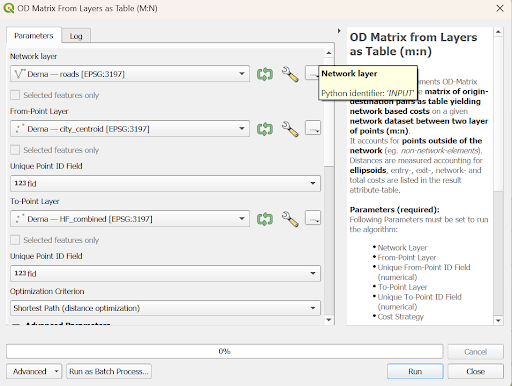 OD Matrix From Layers as Table (M:N)
Parameters
Log
Network layer
Derna — roads [EPSG:3197]
Selected features only
From-Point Layer
Derna — city_centroid [EPSG:3197]
Unique Point ID Field
123 fid
To-Point Layer
Derna — HF_combined [EPSG:3197]
Selected features only
Unique Point ID Field
123 fid
Optimization Criterion
Shortest Path (distance optimization)
Advanced Parameters
Network layer
Python identifier: 'INPUT'
OD Matrix From Layers
as Table (m:n)
ements OD-Matrix
matrix of origin-
destination pairs as table yielding
network based costs on a given
network dataset between two layer
of points (m:n).
It accounts for points outside of the
network (eg. non-network-elements).
Distances are measured accounting for
ellipsoids, entry-, exit-, network- and
total costs are listed in the result
attribute-table.
Parameters (required):
Following Parameters must be set to run
the algorithm:
Network Layer
From-Point Layer
Unique From-Point ID Field
(numerical)
To-Point Layer
Unique To-Point ID Field
(numerical)
Cost Strategy
0%
Cancel
Advanced
Run as Batch Process...
Run
Close